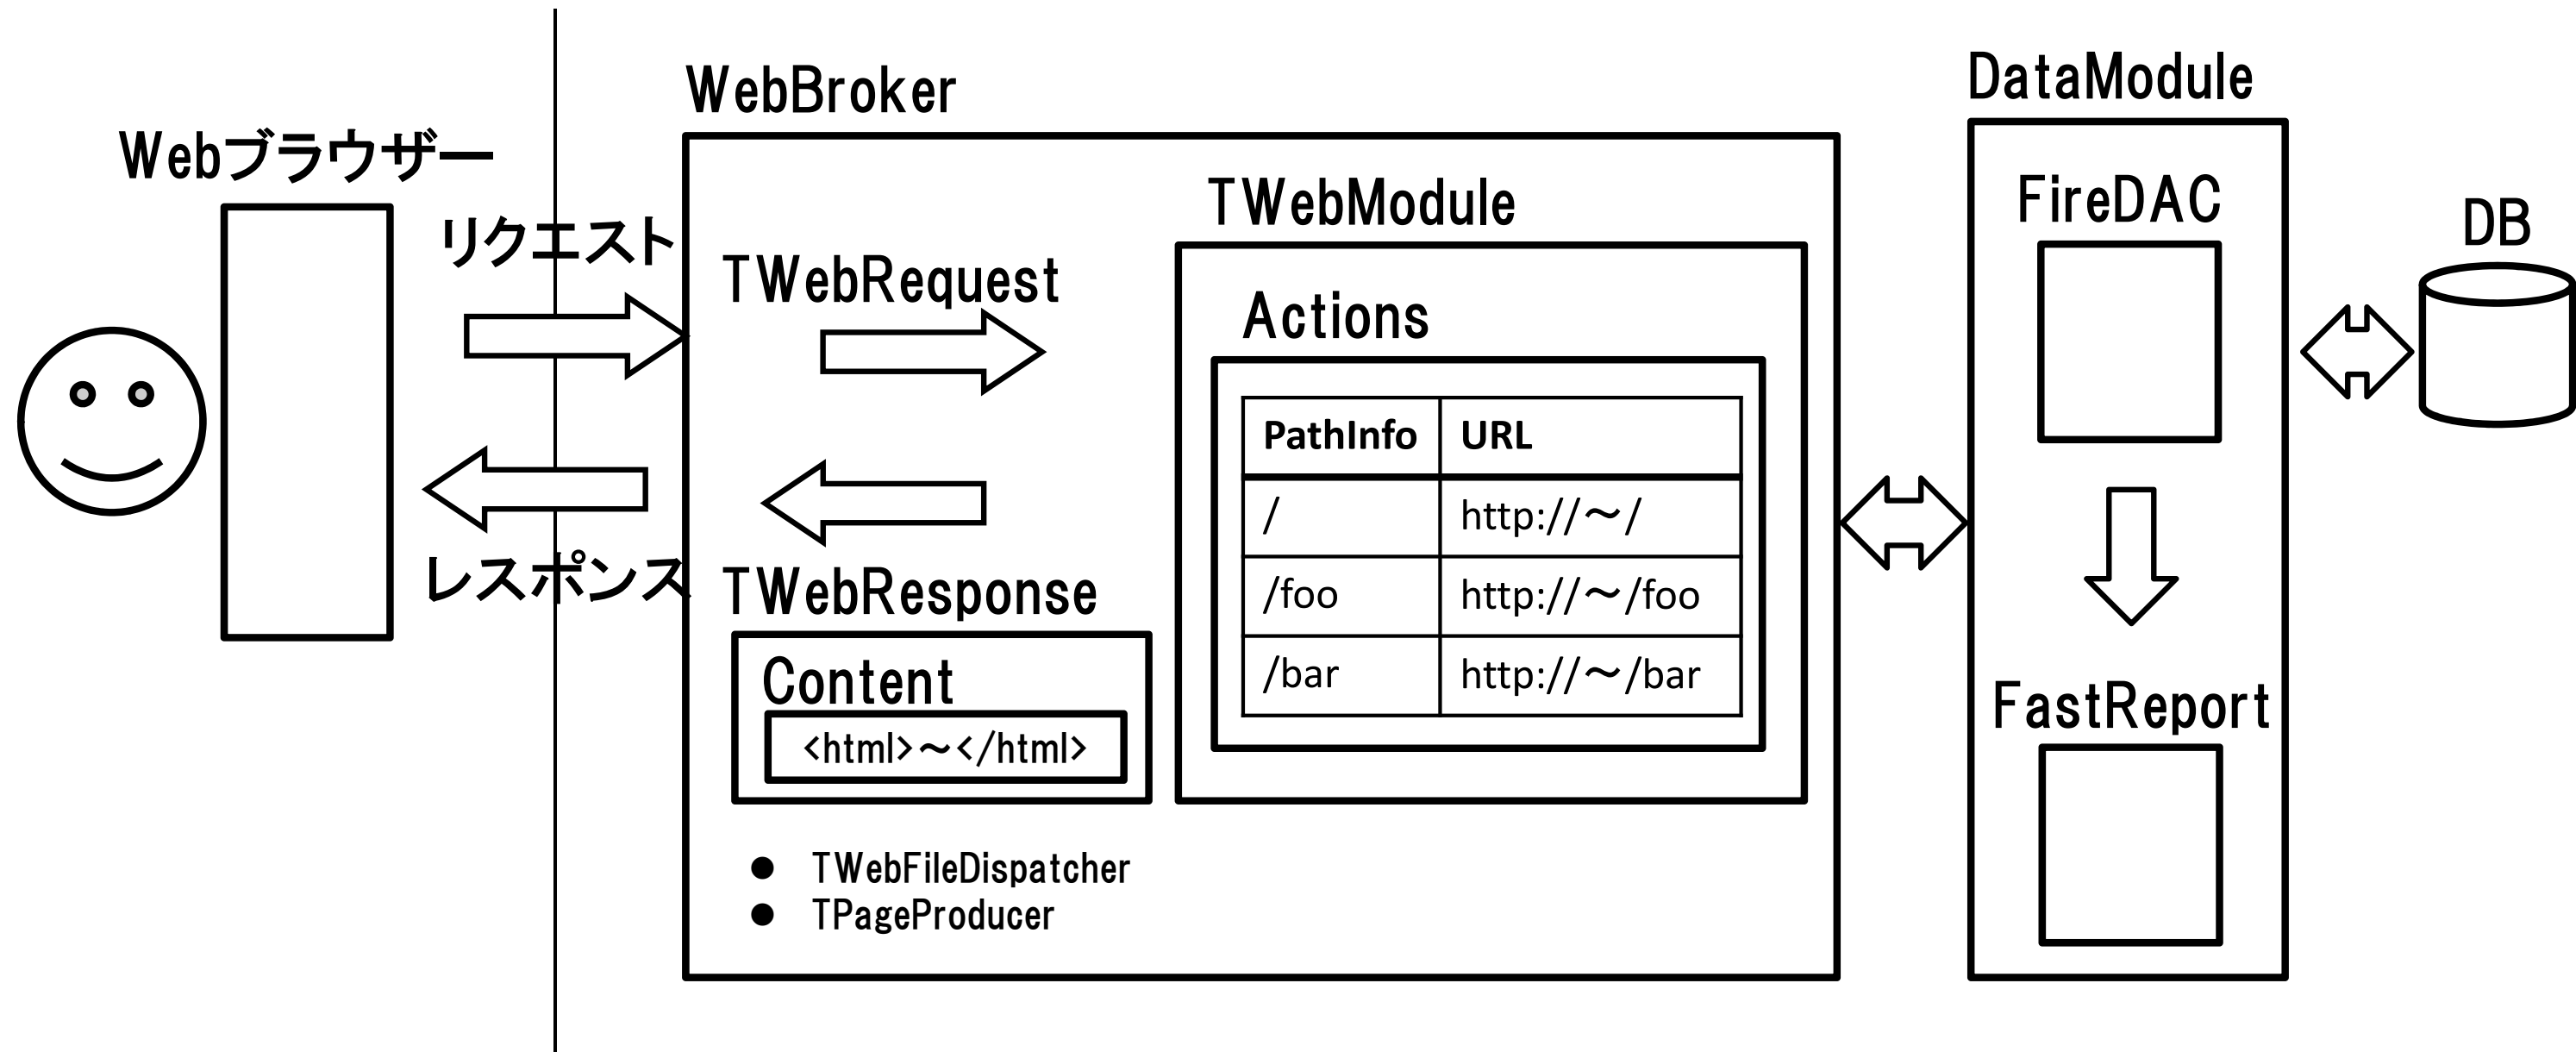 Webブラウザー
リクエスト
レスポンス
WebBroker
TWebRequest
TWebResponse
Content
<html>～</html>
● TWebFileDispatcher
● TPageProducer
TWebModule
Actions
PathInfo URL
/ http://～/
/foo http://～/foo
/bar http://～/bar
DataModule
FireDAC
FastReport
DB